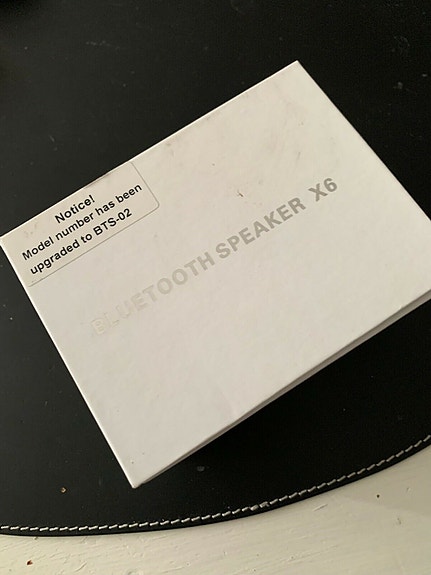 Notice!
Model number has been
upgraded to BTS-02
BLUETOOTH SPEAKER X6